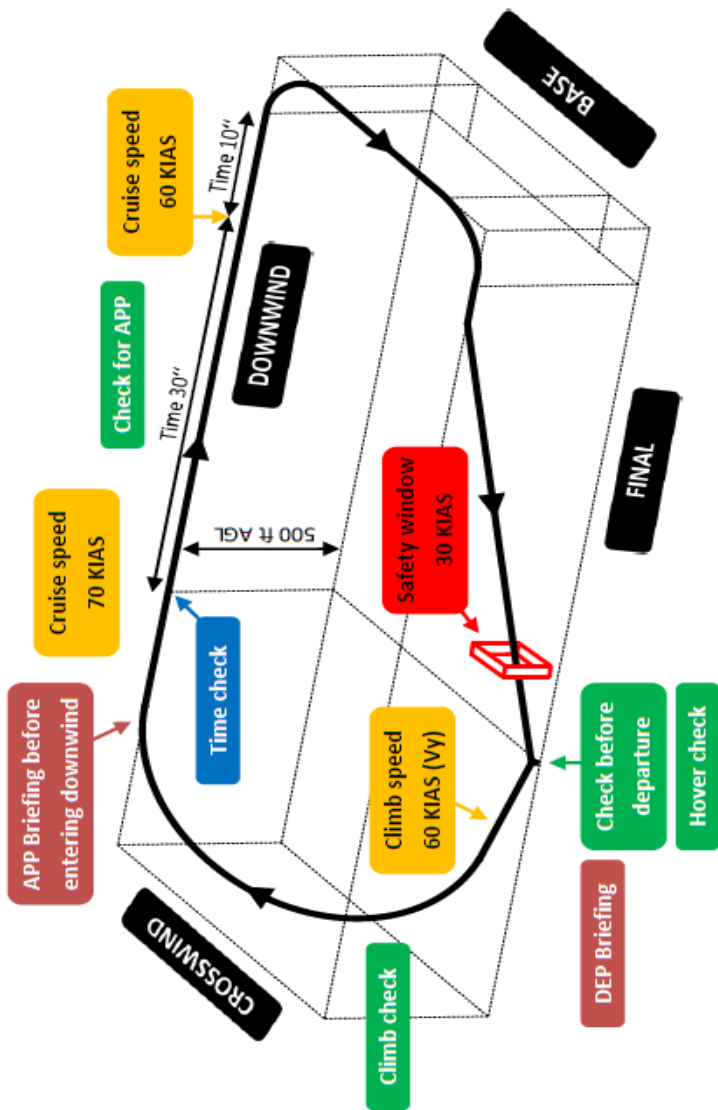 APP Briefing before
entering downwind
Cruise speed
70 KIAS
Check for APP
Cruise speed
60 KIAS
Time 30“
Time 10“
BASE
CROSSWIND
Time check
500 ft AGL
DOWNWIND
Climb check
Climb speed
60 KIAS (Vy)
Safety window
30 KIAS
FINAL
DEP Briefing
Check before
departure
Hover check